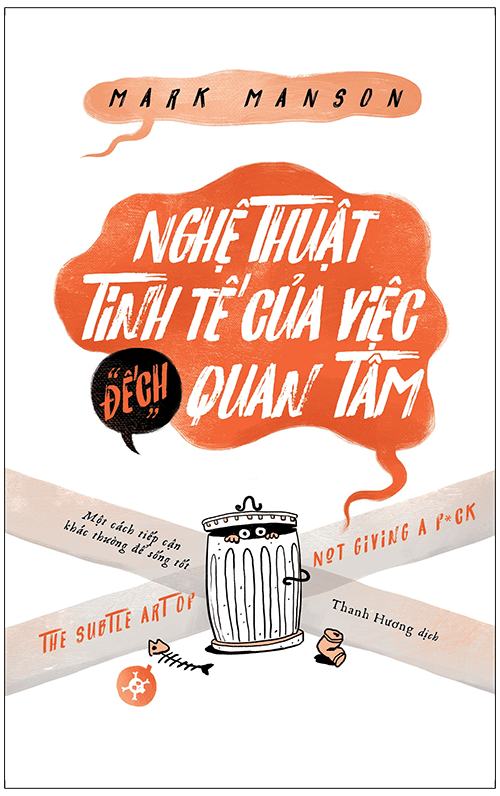 MARK MANSON
NGHỆ THUẬT
TINH TẾ CỦA VIỆC
“ĐẾCH”
QUAN TÂM
Một cách tiếp cận
khác thường để sống tốt
THE SUBTLE ART OF
NOT GIVING A F*CK
Thanh Hương dịch